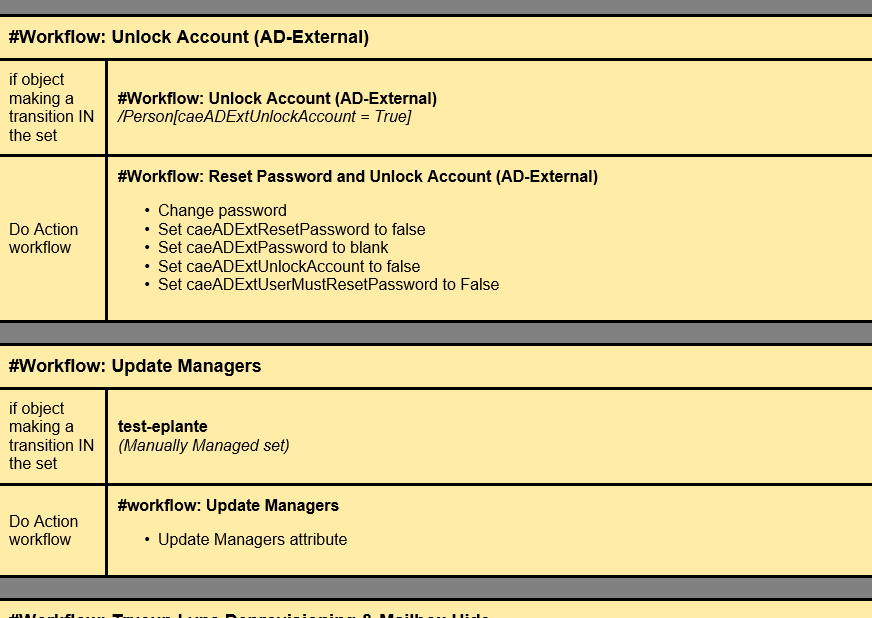 #Workflow: Unlock Account (AD-External)
if object
making a
transition IN
the set
#Workflow: Unlock Account (AD-External)
/Person[caeADExtUnlockAccount = True]
Do Action
workflow
#Workflow: Reset Password and Unlock Account (AD-External)
• Change password
• Set caeADExtResetPassword to false
• Set caeADExtPassword to blank
• Set caeADExtUnlockAccount to false
• Set caeADExtUserMustResetPassword to False
#Workflow: Update Managers
if object
making a
transition IN
the set
test-eplante
(Manually Managed set)
Do Action
workflow
#workflow: Update Managers
• Update Managers attribute
#Workflow: & Mailbox Hide